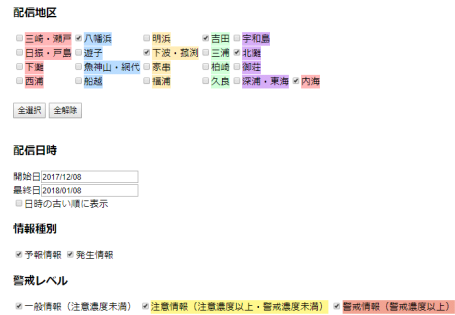 配信地区
三崎・瀬戸 八幡浜 明浜 吉田 宇和島
日振・戸島 遊子 下波・蒋淵 三浦 北灘
下灘 魚神山・網代 家串 柏崎 御荘
西浦 船越 福浦 久良 深浦・東海 内海
全選択 全解除
配信日時
開始日 2017/12/08
最終日 2018/01/08
日時の古い順に表示
情報種別
予報情報 発生情報
警戒レベル
一般情報（注意濃度未満） 注意情報（注意濃度以上・警戒濃度未満） 警戒情報（警戒濃度以上）